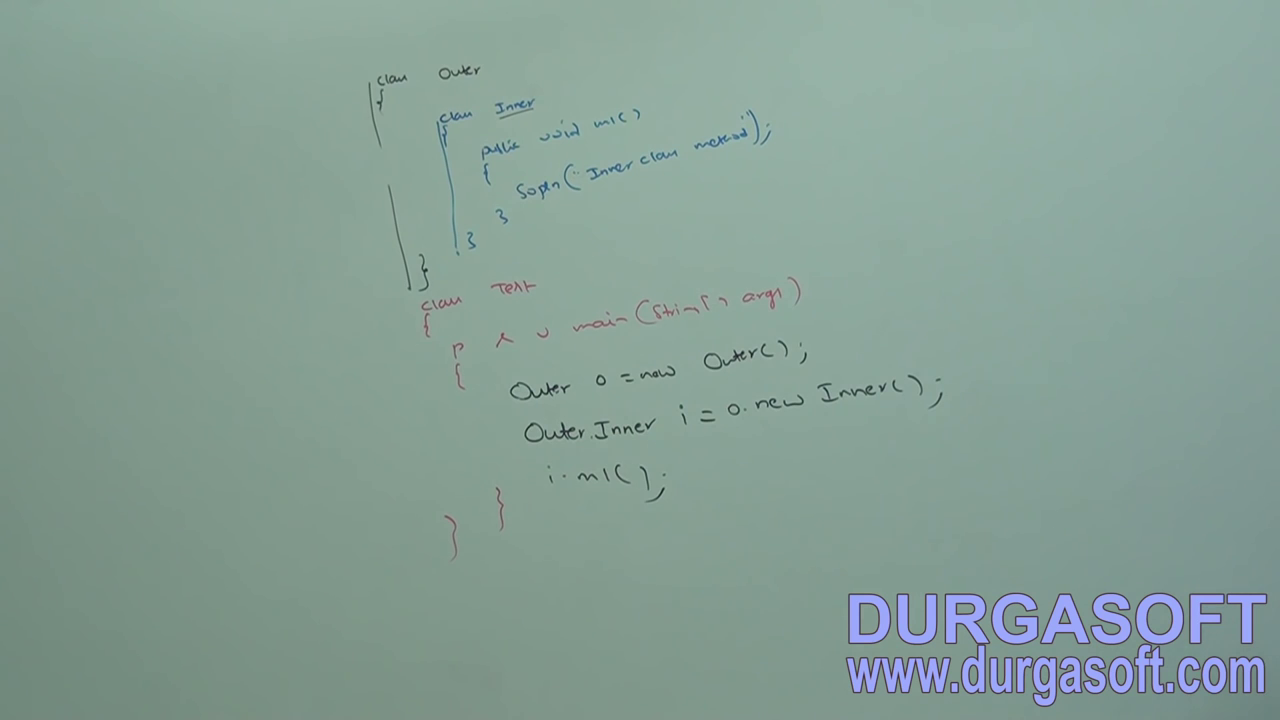 class Outer
{
class Inner
{
public void m1()
{
Sopln("Inner class method");
}
}
}
class Test
{
p s v main(String[] args)
{
Outer o = new Outer();
Outer.Inner i = o.new Inner();
i.m1();
}
}
DURGASOFT
www.durgasoft.com